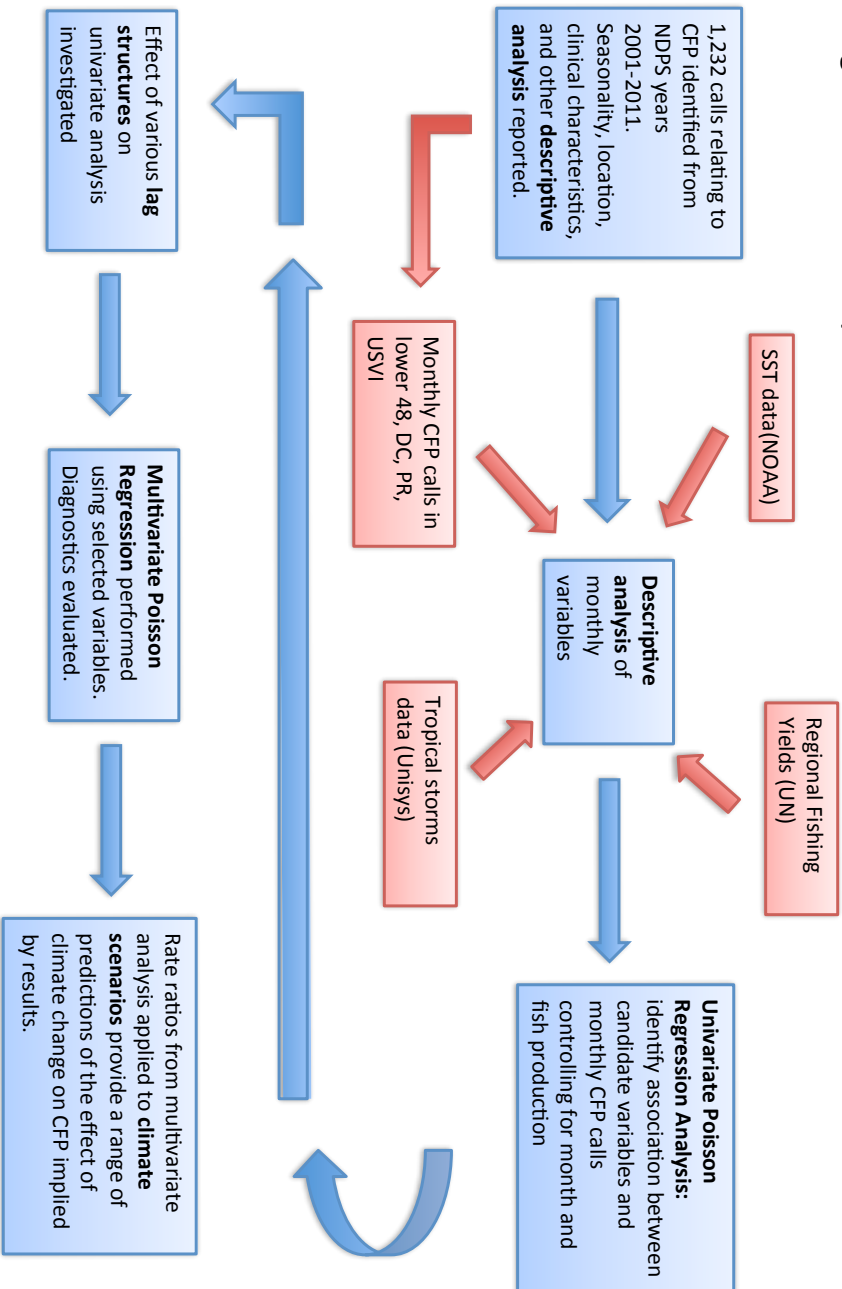 1,232 calls relating to
CFP identified from
NDPS years
2001-2011.
Seasonality, location,
clinical characteristics,
and other descriptive
analysis reported.
SST data(NOAA)
Regional Fishing
Yields (UN)
Monthly CFP calls in
lower 48, DC, PR,
USVI
Descriptive
analysis of
monthly
variables
Tropical storms
data (Unisys)
Univariate Poisson
Regression Analysis:
identify association between
candidate variables and
monthly CFP calls
controlling for month and
fish production
Effect of various lag
structures on
univariate analysis
investigated
Multivariate Poisson
Regression performed
using selected variables.
Diagnostics evaluated.
Rate ratios from multivariate
analysis applied to climate
scenarios provide a range of
predictions of the effect of
climate change on CFP implied
by results.